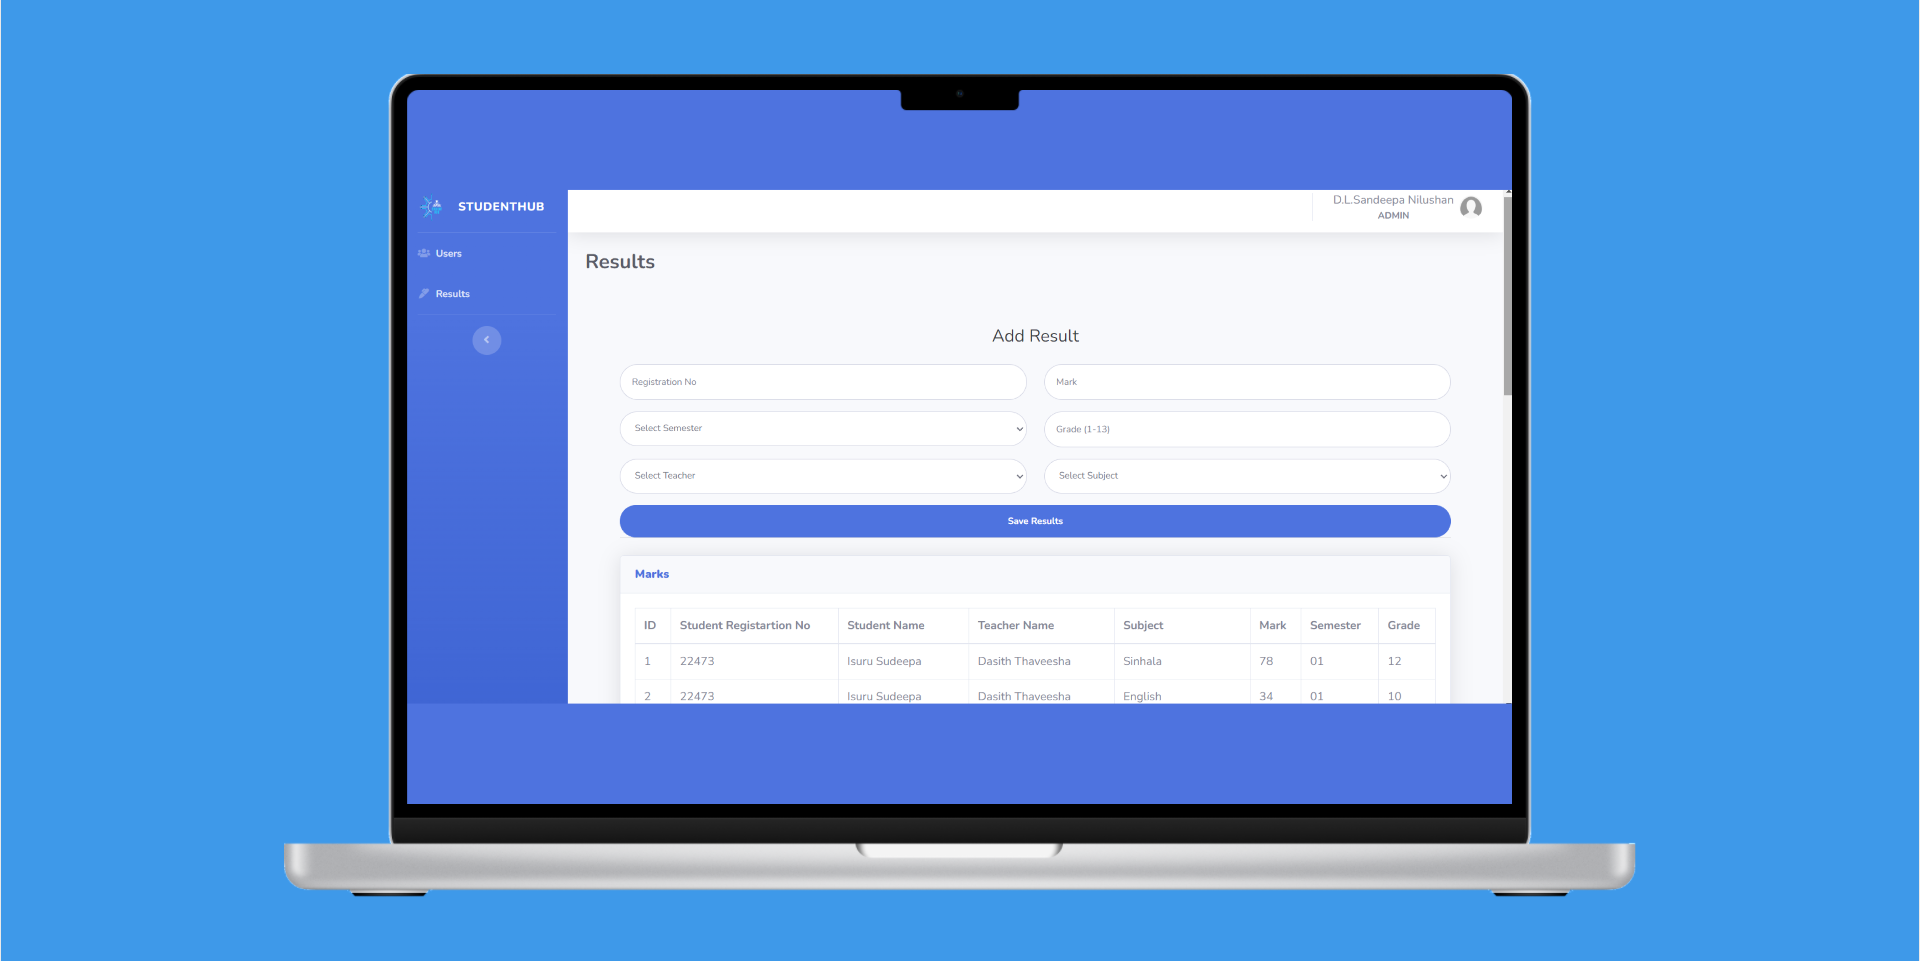 STUDENTHUB
Users
Results
D.L.Sandeepa Nilushan
ADMIN
Results
Add Result
Registration No
Mark
Select Semester
Grade (1-13)
Select Teacher
Select Subject
Save Results
Marks
ID Student Registartion No Student Name Teacher Name Subject Mark Semester Grade
1 22473 Isuru Sudeepa Dasith Thaveesha Sinhala 78 01 12
2 22473 Isuru Sudeepa Dasith Thaveesha English 34 01 10